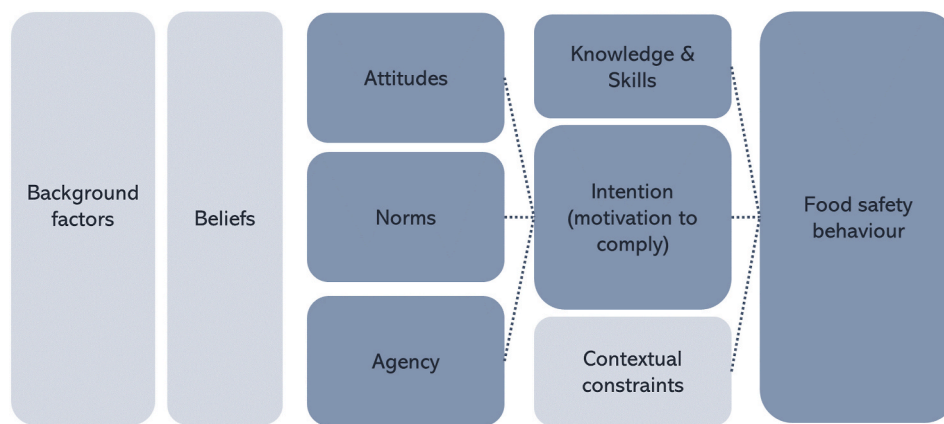 Background
factors
Beliefs
Attitudes
Norms
Agency
Knowledge &
Skills
Intention
(motivation to
comply)
Contextual
constraints
Food safety
behaviour